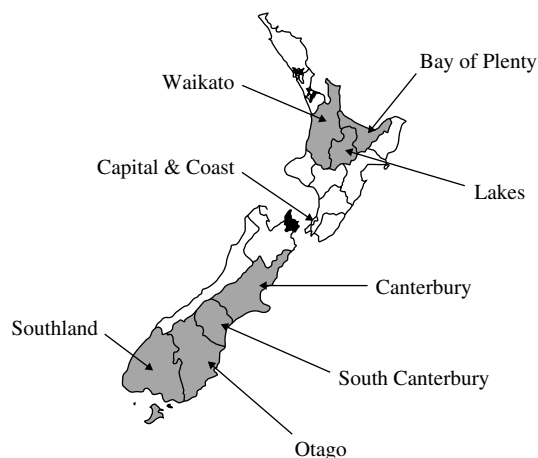 Bay of Plenty
Waikato
Capital & Coast
Lakes
Canterbury
Southland
South Canterbury
Otago